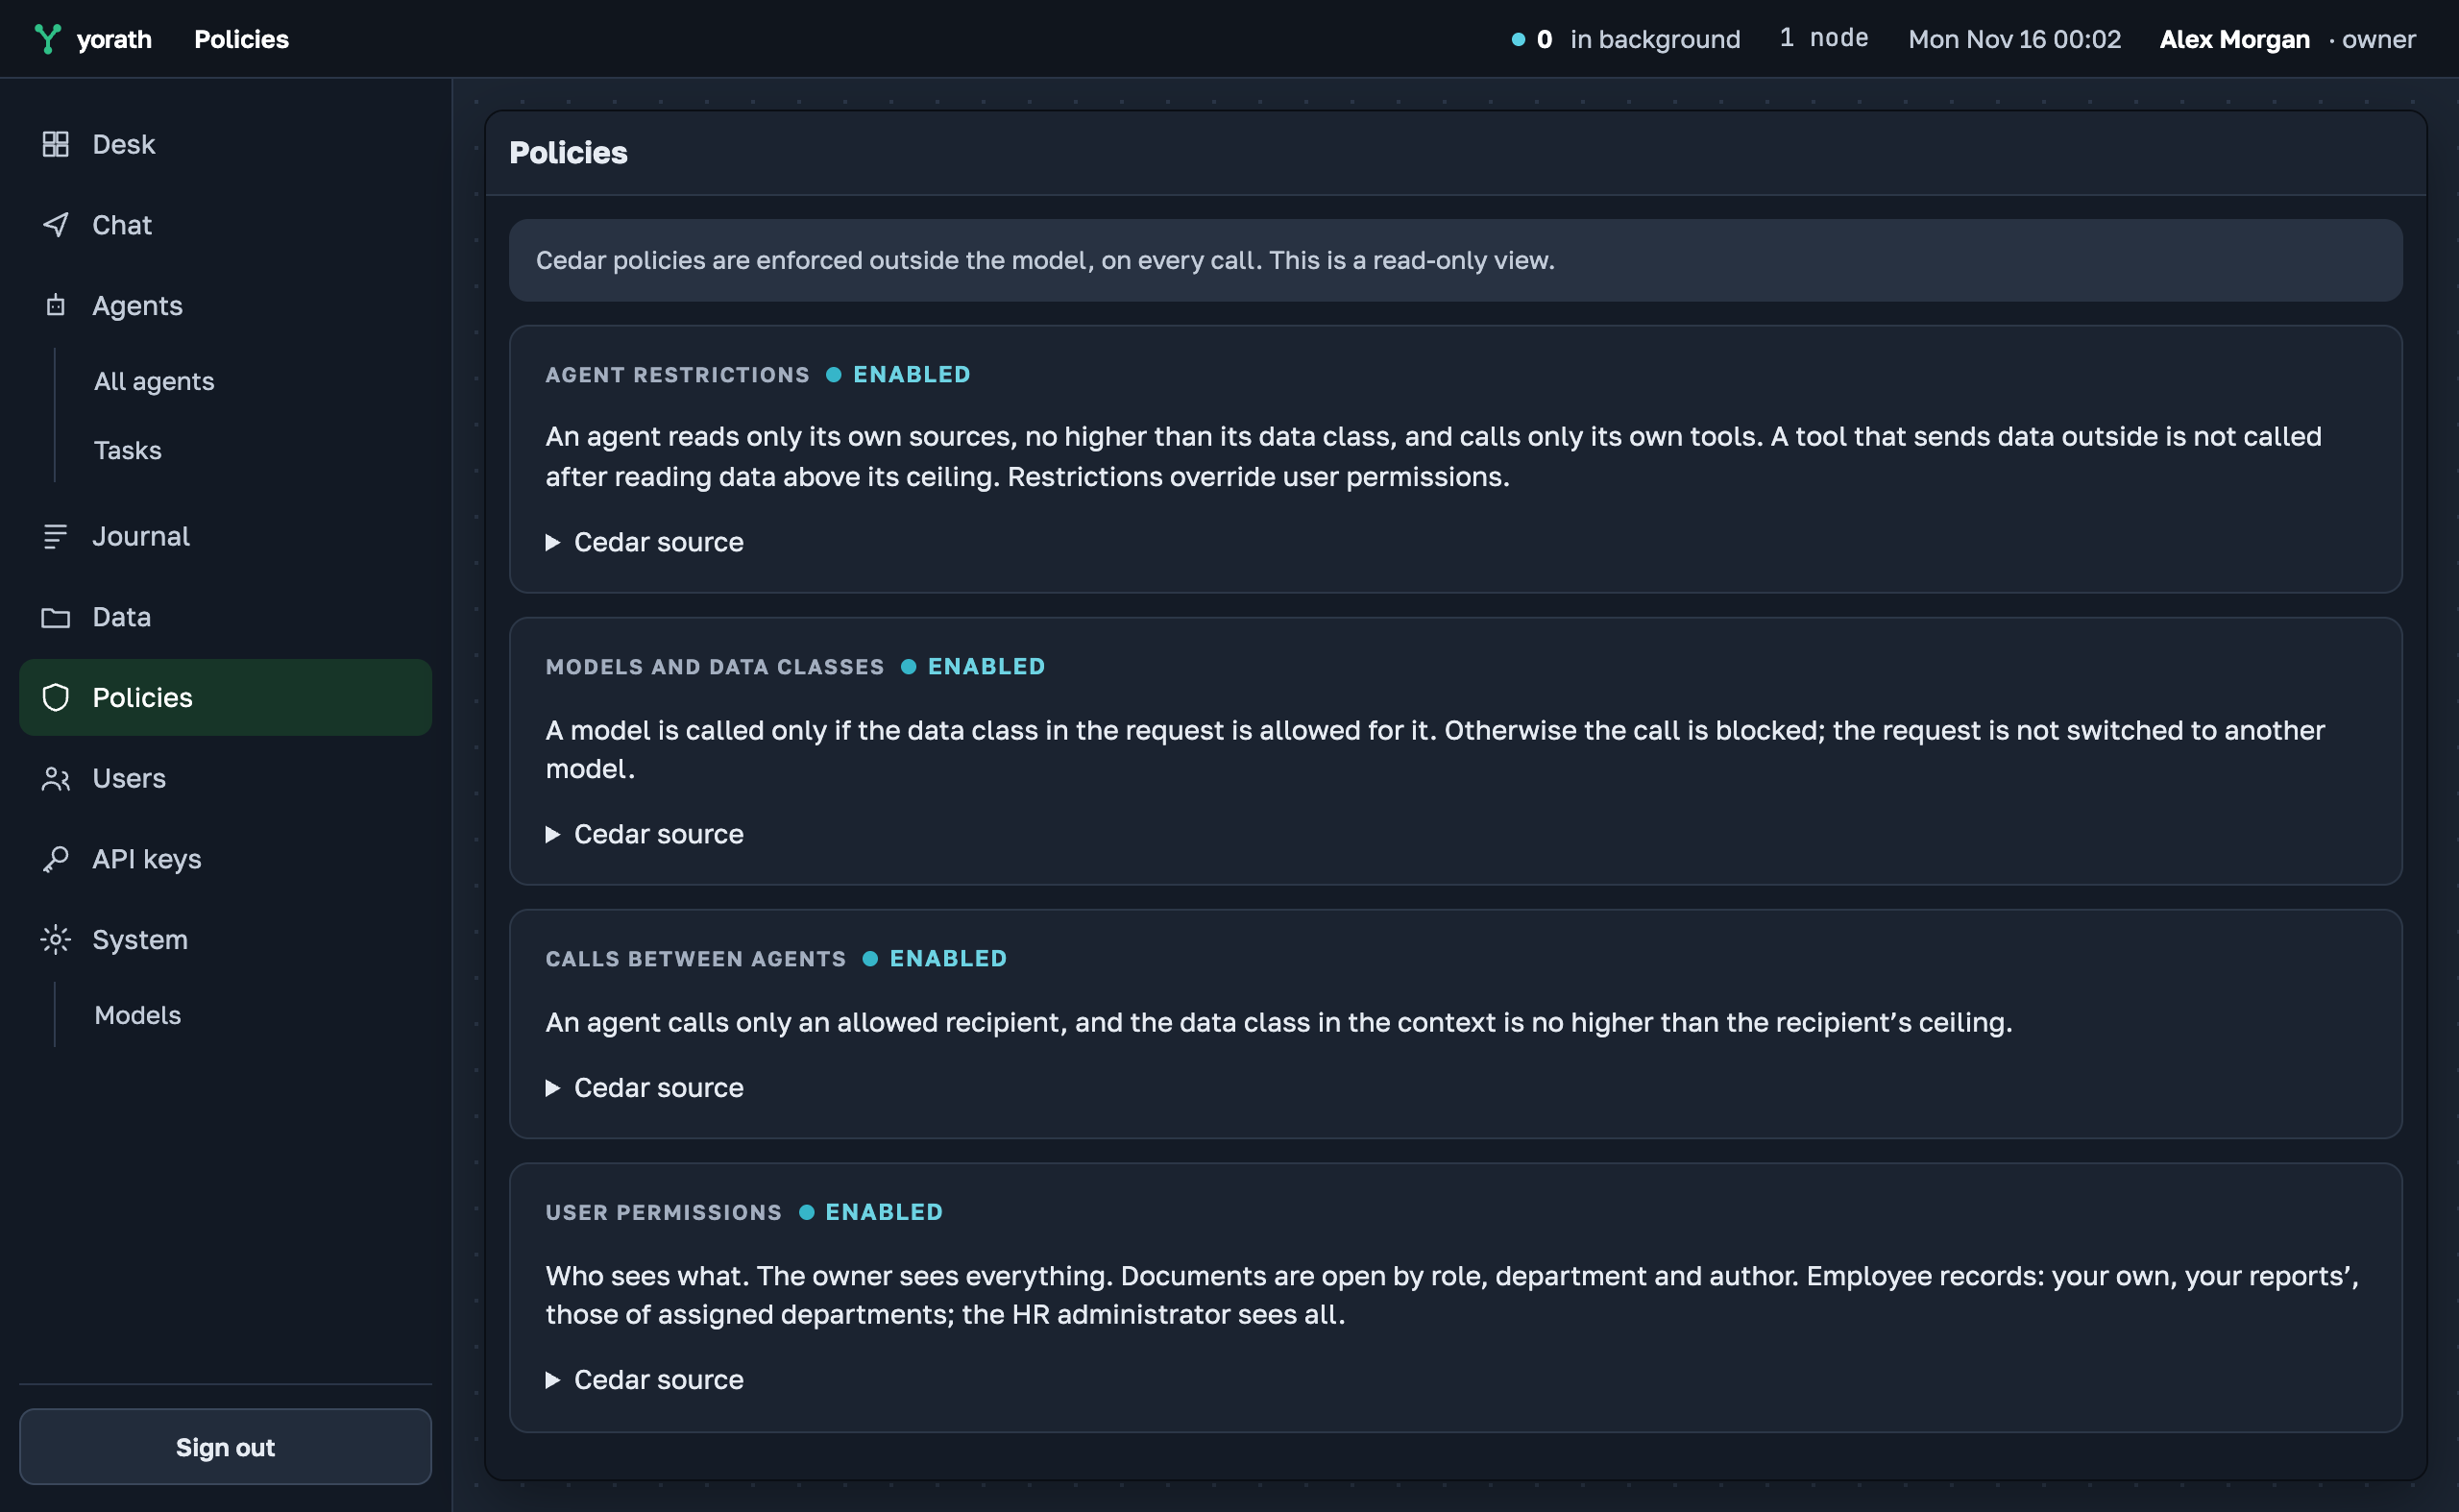 yorath Policies 0 in background 1 node Mon Nov 16 00:02 Alex Morgan · owner
Desk
Chat
Agents
All agents
Tasks
Journal
Data
Policies
Users
API keys
System
Models
Sign out
Policies
Cedar policies are enforced outside the model, on every call. This is a read-only view.
AGENT RESTRICTIONS ENABLED
An agent reads only its own sources, no higher than its data class, and calls only its own tools. A tool that sends data outside is not called
after reading data above its ceiling. Restrictions override user permissions.
Cedar source
MODELS AND DATA CLASSES ENABLED
A model is called only if the data class in the request is allowed for it. Otherwise the call is blocked; the request is not switched to another
model.
Cedar source
CALLS BETWEEN AGENTS ENABLED
An agent calls only an allowed recipient, and the data class in the context is no higher than the recipient’s ceiling.
Cedar source
USER PERMISSIONS ENABLED
Who sees what. The owner sees everything. Documents are open by role, department and author. Employee records: your own, your reports’,
those of assigned departments; the HR administrator sees all.
Cedar source